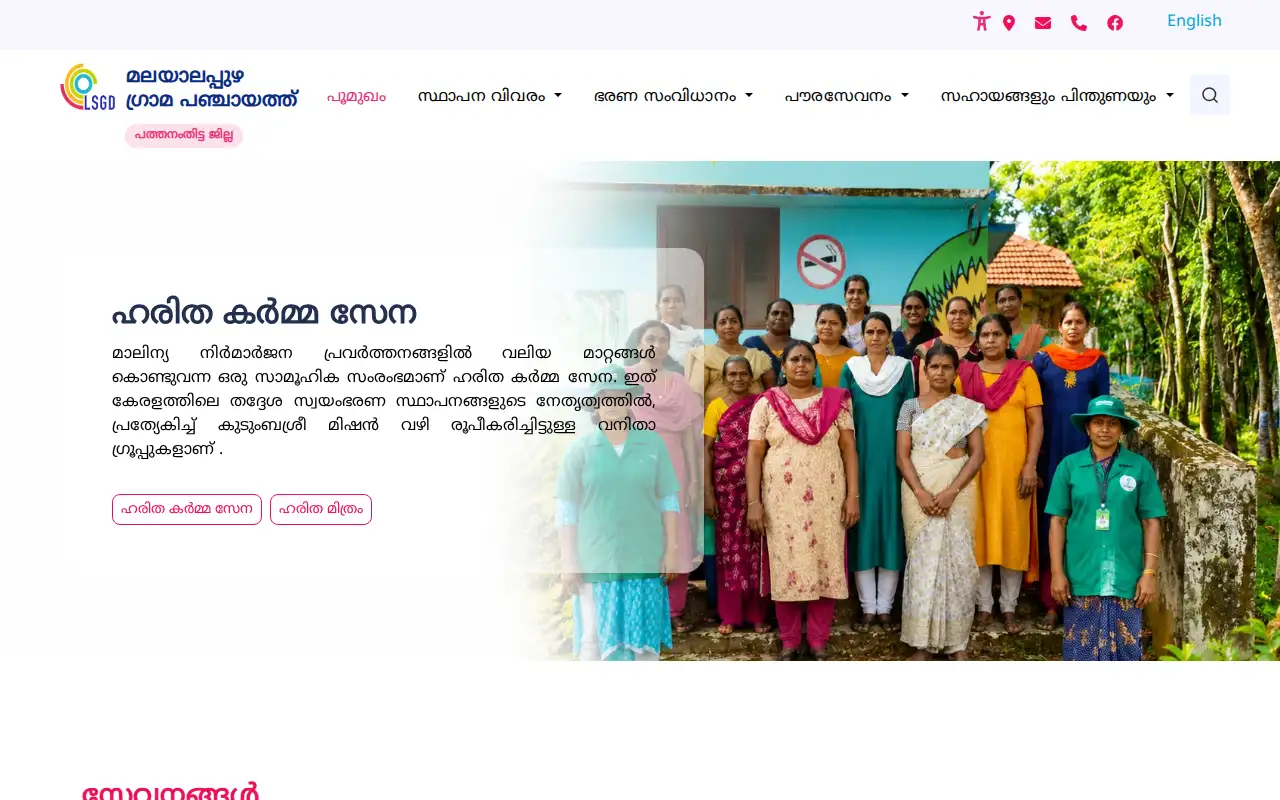 English
LSGD
മലയാലപ്പുഴ
ഗ്രാമ പഞ്ചായത്ത്
പത്തനംതിട്ട ജില്ല
പൂമുഖം
സ്ഥാപന വിവരം
ഭരണ സംവിധാനം
പൗരസേവനം
സഹായങ്ങളും പിന്തുണയും
ഹരിത കർമ്മ സേന
മാലിന്യ നിർമാർജന പ്രവർത്തനങ്ങളിൽ വലിയ മാറ്റങ്ങൾ
കൊണ്ടുവന്ന ഒരു സാമൂഹിക സംരംഭമാണ് ഹരിത കർമ്മ സേന. ഇത്
കേരളത്തിലെ തദ്ദേശ സ്വയംഭരണ സ്ഥാപനങ്ങളുടെ നേതൃത്വത്തിൽ,
പ്രത്യേകിച്ച് കുടുംബശ്രീ മിഷൻ വഴി രൂപീകരിച്ചിട്ടുള്ള വനിതാ
ഗ്രൂപ്പുകളാണ് .
ഹരിത കർമ്മ സേന
ഹരിത മിത്രം
സേവനങ്ങൾ